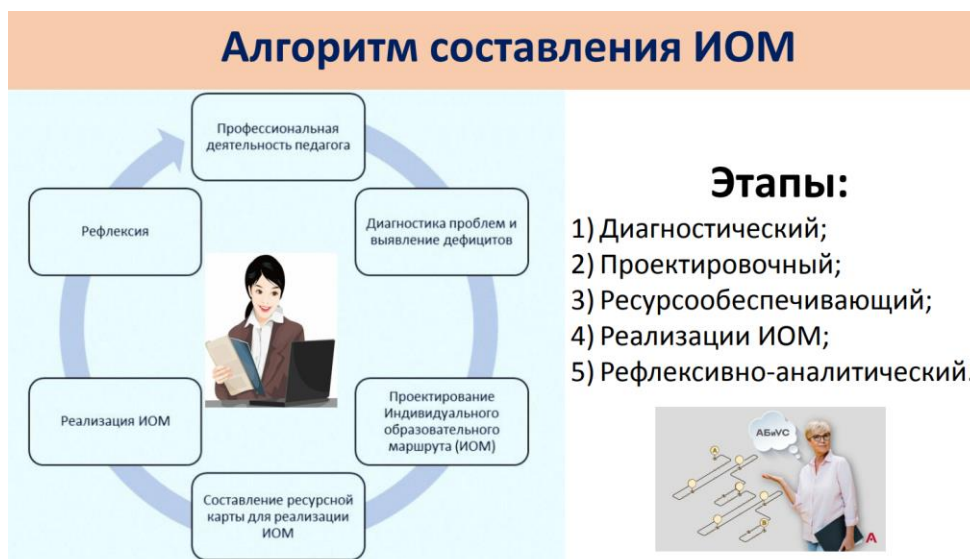 Алгоритм составления ИОМ
Профессиональная
деятельность педагога
Диагностика проблем и
выявление дефицитов
Проектирование
Индивидуального
образовательного
маршрута (ИОМ)
Составление ресурсной
карты для реализации
ИОМ
Реализация ИОМ
Рефлексия
Этапы:
1) Диагностический;
2) Проектировочный;
3) Ресурсообеспечивающий;
4) Реализации ИОМ;
5) Рефлексивно-аналитический.
АБиУС
А
Б
А